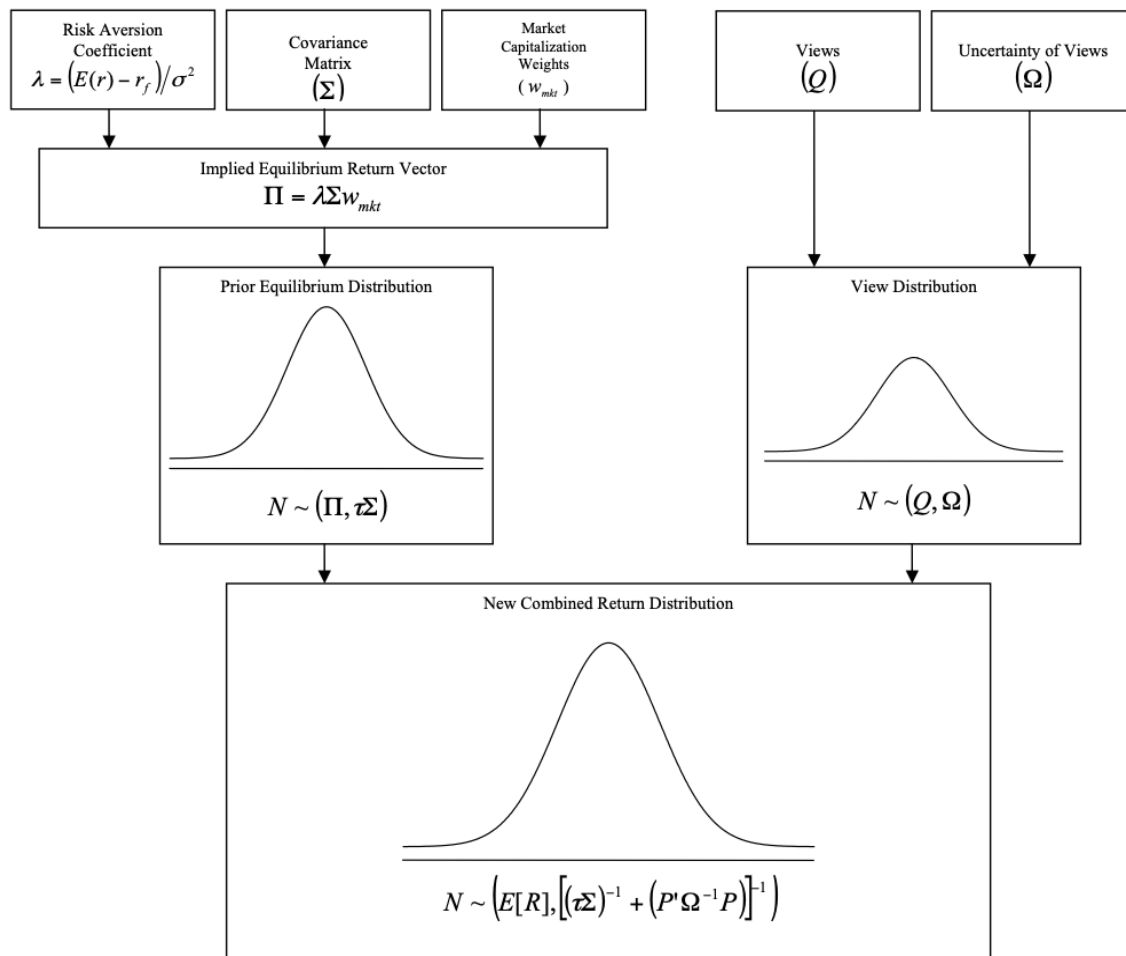 Risk Aversion
Coefficient
λ = (E(r) − r_f)/σ²
Covariance
Matrix
(Σ)
Market
Capitalization
Weights
( w_mkt )
Views
(Q)
Uncertainty of Views
(Ω)
Implied Equilibrium Return Vector
Π = λΣw_mkt
Prior Equilibrium Distribution
N ~ (Π, τΣ)
View Distribution
N ~ (Q, Ω)
New Combined Return Distribution
N ~ (E[R], [(τΣ)⁻¹ + (P'Ω⁻¹P)]⁻¹)